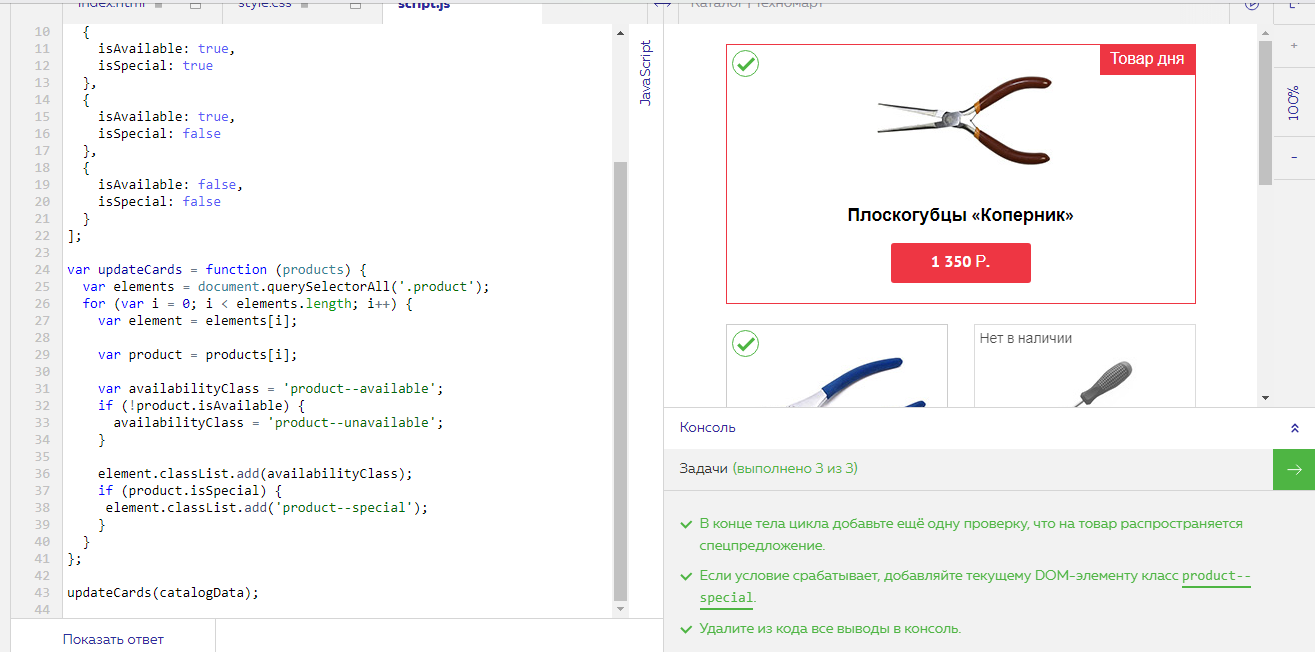 index.html
style.css
script.js
Каталог | Техномарт
10 {
11 isAvailable: true,
12 isSpecial: true
13 },
14 {
15 isAvailable: true,
16 isSpecial: false
17 },
18 {
19 isAvailable: false,
20 isSpecial: false
21 }
22 ];
23
24 var updateCards = function (products) {
25 var elements = document.querySelectorAll('.product');
26 for (var i = 0; i < elements.length; i++) {
27 var element = elements[i];
28
29 var product = products[i];
30
31 var availabilityClass = 'product--available';
32 if (!product.isAvailable) {
33 availabilityClass = 'product--unavailable';
34 }
35
36 element.classList.add(availabilityClass);
37 if (product.isSpecial) {
38 element.classList.add('product--special');
39 }
40 }
41 };
42
43 updateCards(catalogData);
44
Показать ответ
JavaScript
Товар дня
Плоскогубцы «Коперник»
1 350 Р.
Нет в наличии
+
100%
-
Консоль
Задачи (выполнено 3 из 3)
В конце тела цикла добавьте ещё одну проверку, что на товар распространяется
спецпредложение.
Если условие срабатывает, добавляйте текущему DOM-элементу класс product--
special.
Удалите из кода все выводы в консоль.